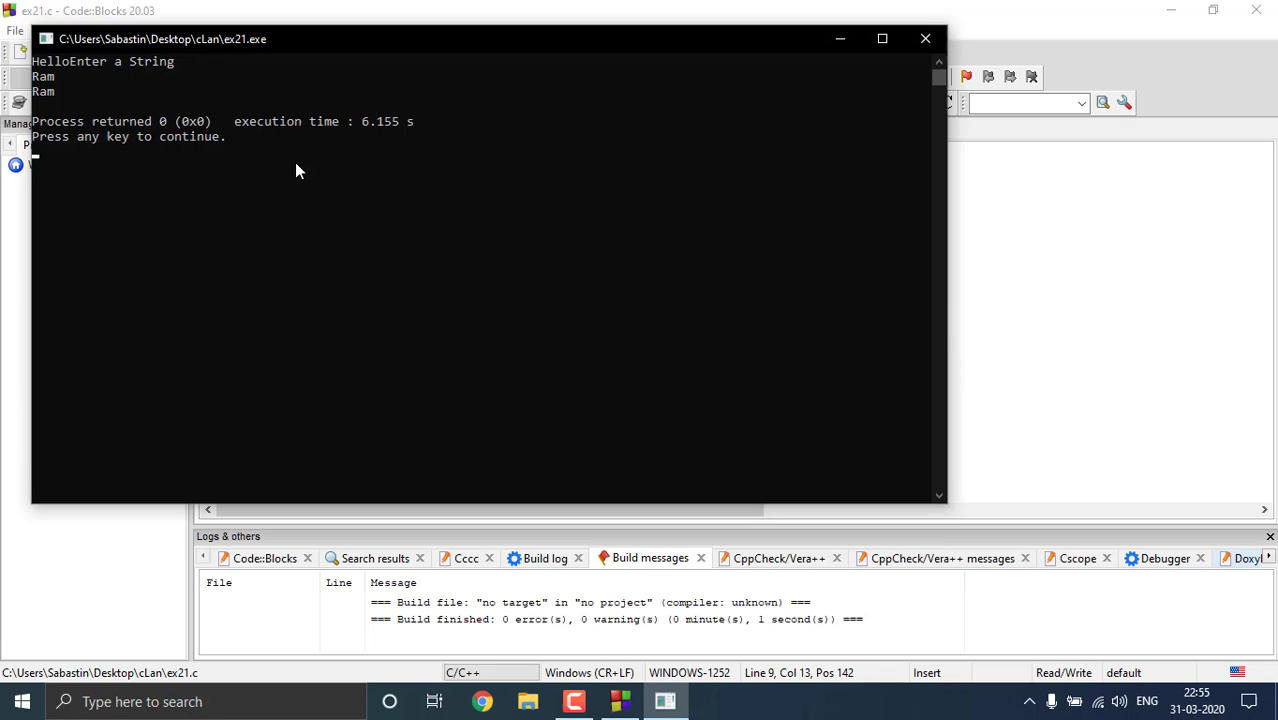 ex21.c - Code::Blocks 20.03
File
C:\Users\Sabastin\Desktop\cLan\ex21.exe
HelloEnter a String
Ram
Ram
Process returned 0 (0x0)   execution time : 6.155 s
Press any key to continue.
Logs & others
Code::Blocks
Search results
Cccc
Build log
Build messages
CppCheck/Vera++
CppCheck/Vera++ messages
Cscope
Debugger
File
Line
Message
=== Build file: "no target" in "no project" (compiler: unknown) ===
=== Build finished: 0 error(s), 0 warning(s) (0 minute(s), 1 second(s)) ===
C:\Users\Sabastin\Desktop\cLan\ex21.c
C/C++
Windows (CR+LF)
WINDOWS-1252
Line 9, Col 13, Pos 142
Insert
Read/Write
default
Type here to search
ENG
22:55
31-03-2020